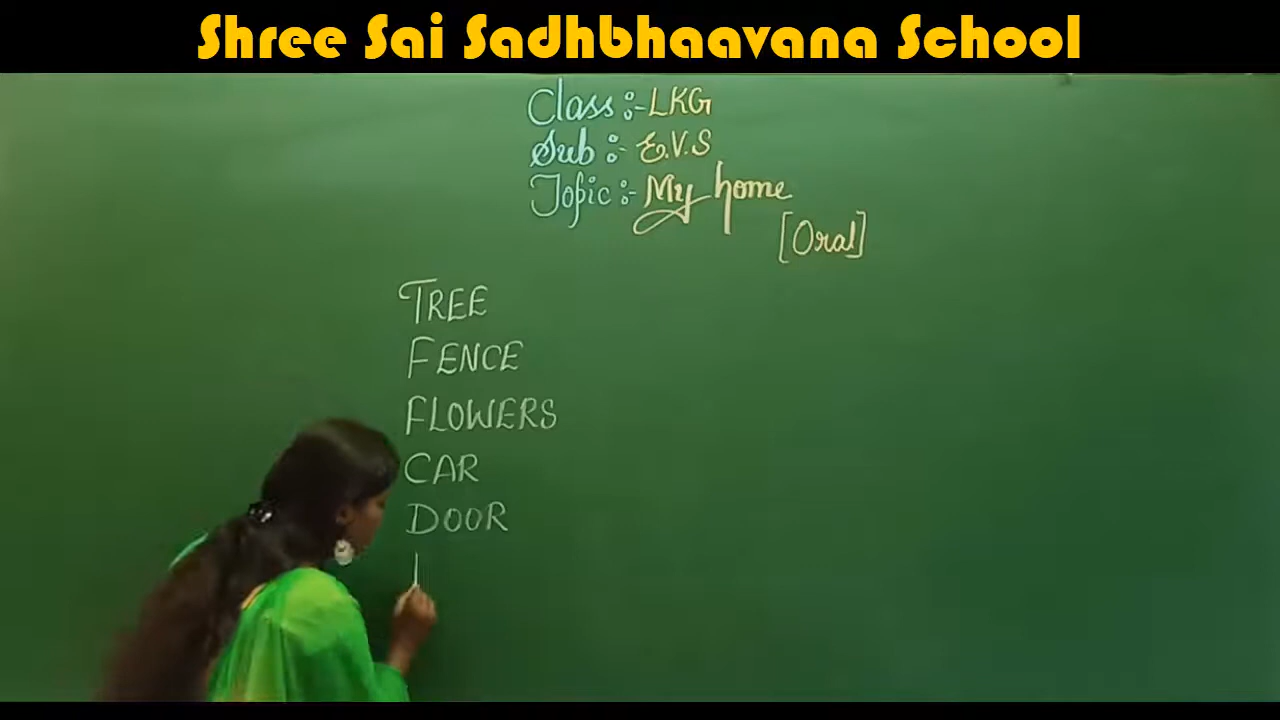 Shree Sai Sadhbhaavana School
Class :- LKG
Sub :- E.V.S
Topic :- My home
[Oral]
TREE
FENCE
FLOWERS
CAR
DOOR